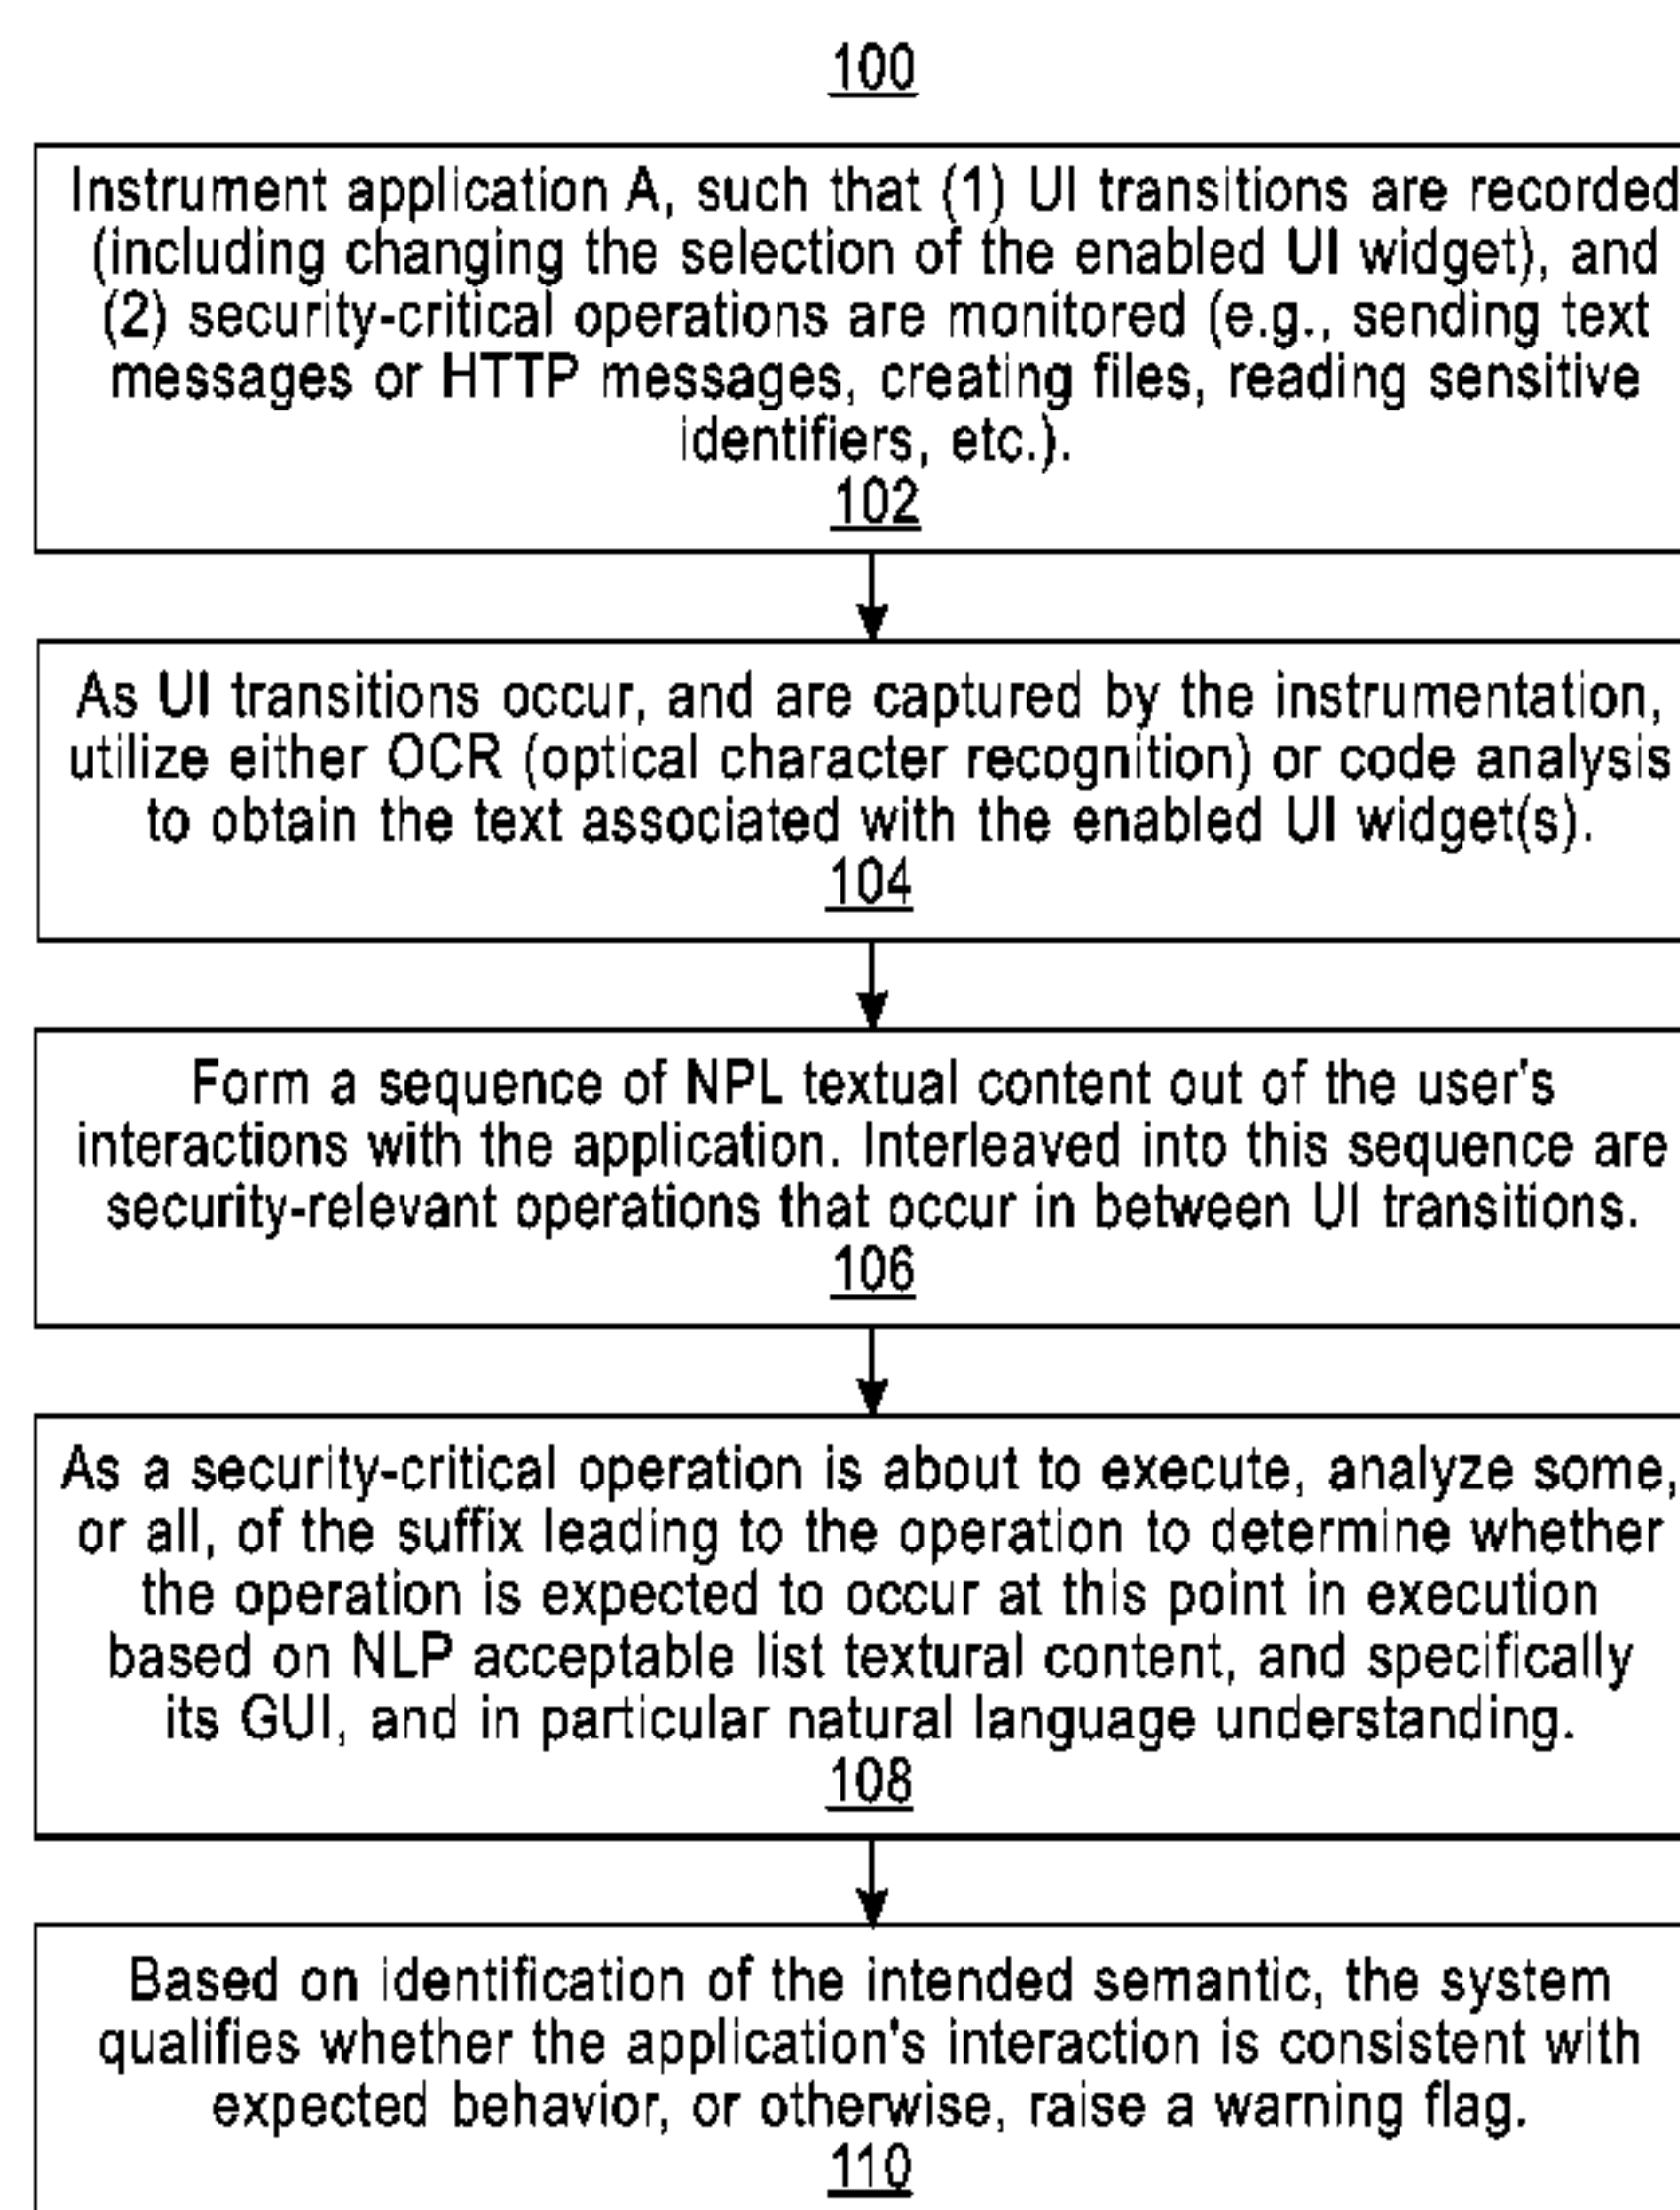 100
Instrument application A, such that (1) UI transitions are recorded
(including changing the selection of the enabled UI widget), and
(2) security-critical operations are monitored (e.g., sending text
messages or HTTP messages, creating files, reading sensitive
identifiers, etc.).
102
As UI transitions occur, and are captured by the instrumentation,
utilize either OCR (optical character recognition) or code analysis
to obtain the text associated with the enabled UI widget(s).
104
Form a sequence of NPL textual content out of the user's
interactions with the application. Interleaved into this sequence are
security-relevant operations that occur in between UI transitions.
106
As a security-critical operation is about to execute, analyze some,
or all, of the suffix leading to the operation to determine whether
the operation is expected to occur at this point in execution
based on NLP acceptable list textural content, and specifically
its GUI, and in particular natural language understanding.
108
Based on identification of the intended semantic, the system
qualifies whether the application's interaction is consistent with
expected behavior, or otherwise, raise a warning flag.
110